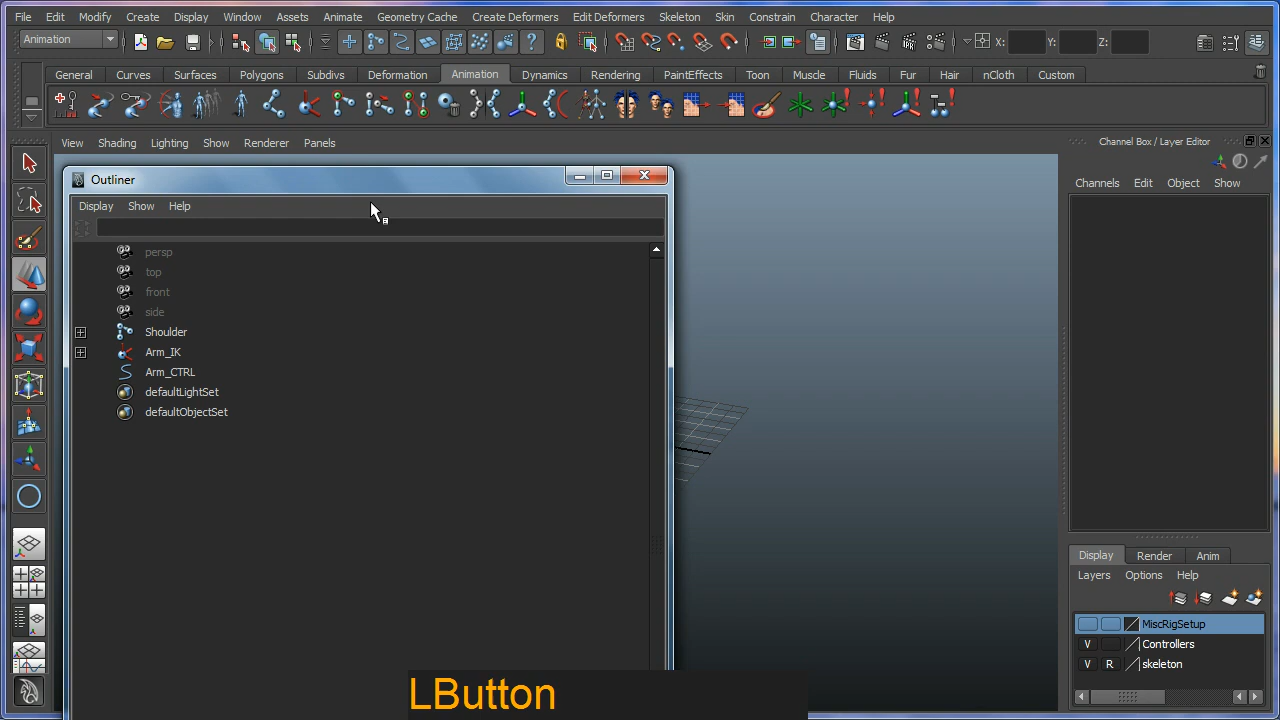 File Edit Modify Create Display Window Assets Animate Geometry Cache Create Deformers Edit Deformers Skeleton Skin Constrain Character Help
Animation X: Y: Z:
General Curves Surfaces Polygons Subdivs Deformation Animation Dynamics Rendering PaintEffects Toon Muscle Fluids Fur Hair nCloth Custom
View Shading Lighting Show Renderer Panels
Channel Box / Layer Editor
Channels Edit Object Show
Outliner
Display Show Help
persp
top
front
side
Shoulder
Arm_IK
Arm_CTRL
defaultLightSet
defaultObjectSet
Display Render Anim
Layers Options Help
MiscRigSetup
V Controllers
V R skeleton
LButton